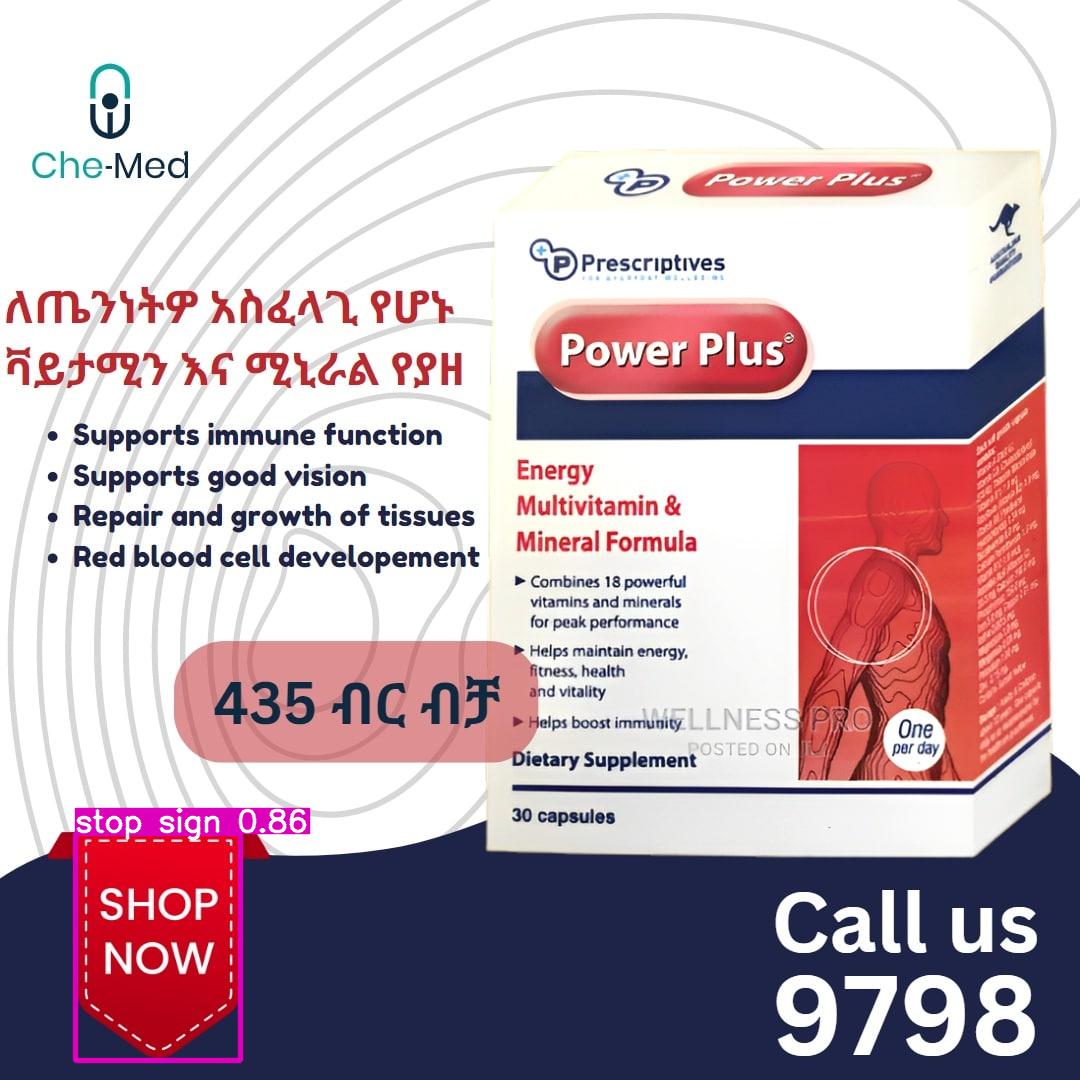 Che-Med
ለጤንነትዎ አስፈላጊ የሆኑ
ቫይታሚን እና ሚኒራል የያዘ
• Supports immune function
• Supports good vision
• Repair and growth of tissues
• Red blood cell developement
435 ብር ብቻ
stop sign 0.86
SHOP
NOW
Power Plus
Prescriptives
FOR EVERYDAY WELLBEING
Power Plus
Energy
Multivitamin &
Mineral Formula
Combines 18 powerful
vitamins and minerals
for peak performance
Helps maintain energy,
fitness, health
and vitality
Helps boost immunity
WELLNESS PRO
POSTED ON
Dietary Supplement
One
per day
30 capsules
Call us
9798